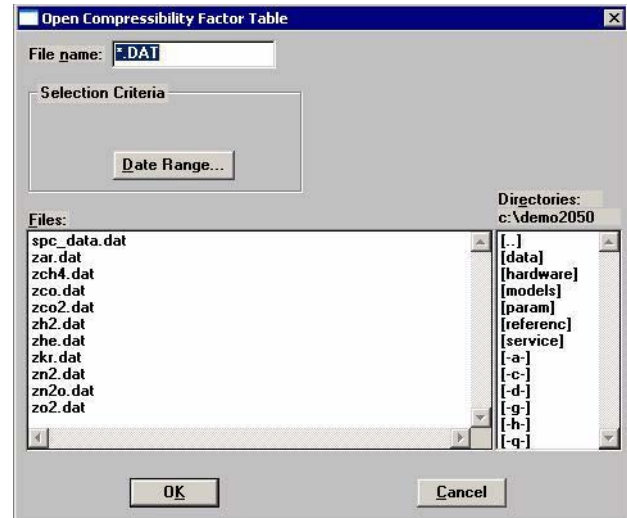 Open Compressibility Factor Table
File name: *.DAT
Selection Criteria
Date Range...
Files:
spc_data.dat
zar.dat
zch4.dat
zco.dat
zco2.dat
zh2.dat
zhe.dat
zkr.dat
zn2.dat
zn2o.dat
zo2.dat
Directories:
c:\demo2050
[..]
[data]
[hardware]
[models]
[param]
[referenc]
[service]
[-a-]
[-c-]
[-d-]
[-g-]
[-h-]
[-q-]
OK
Cancel